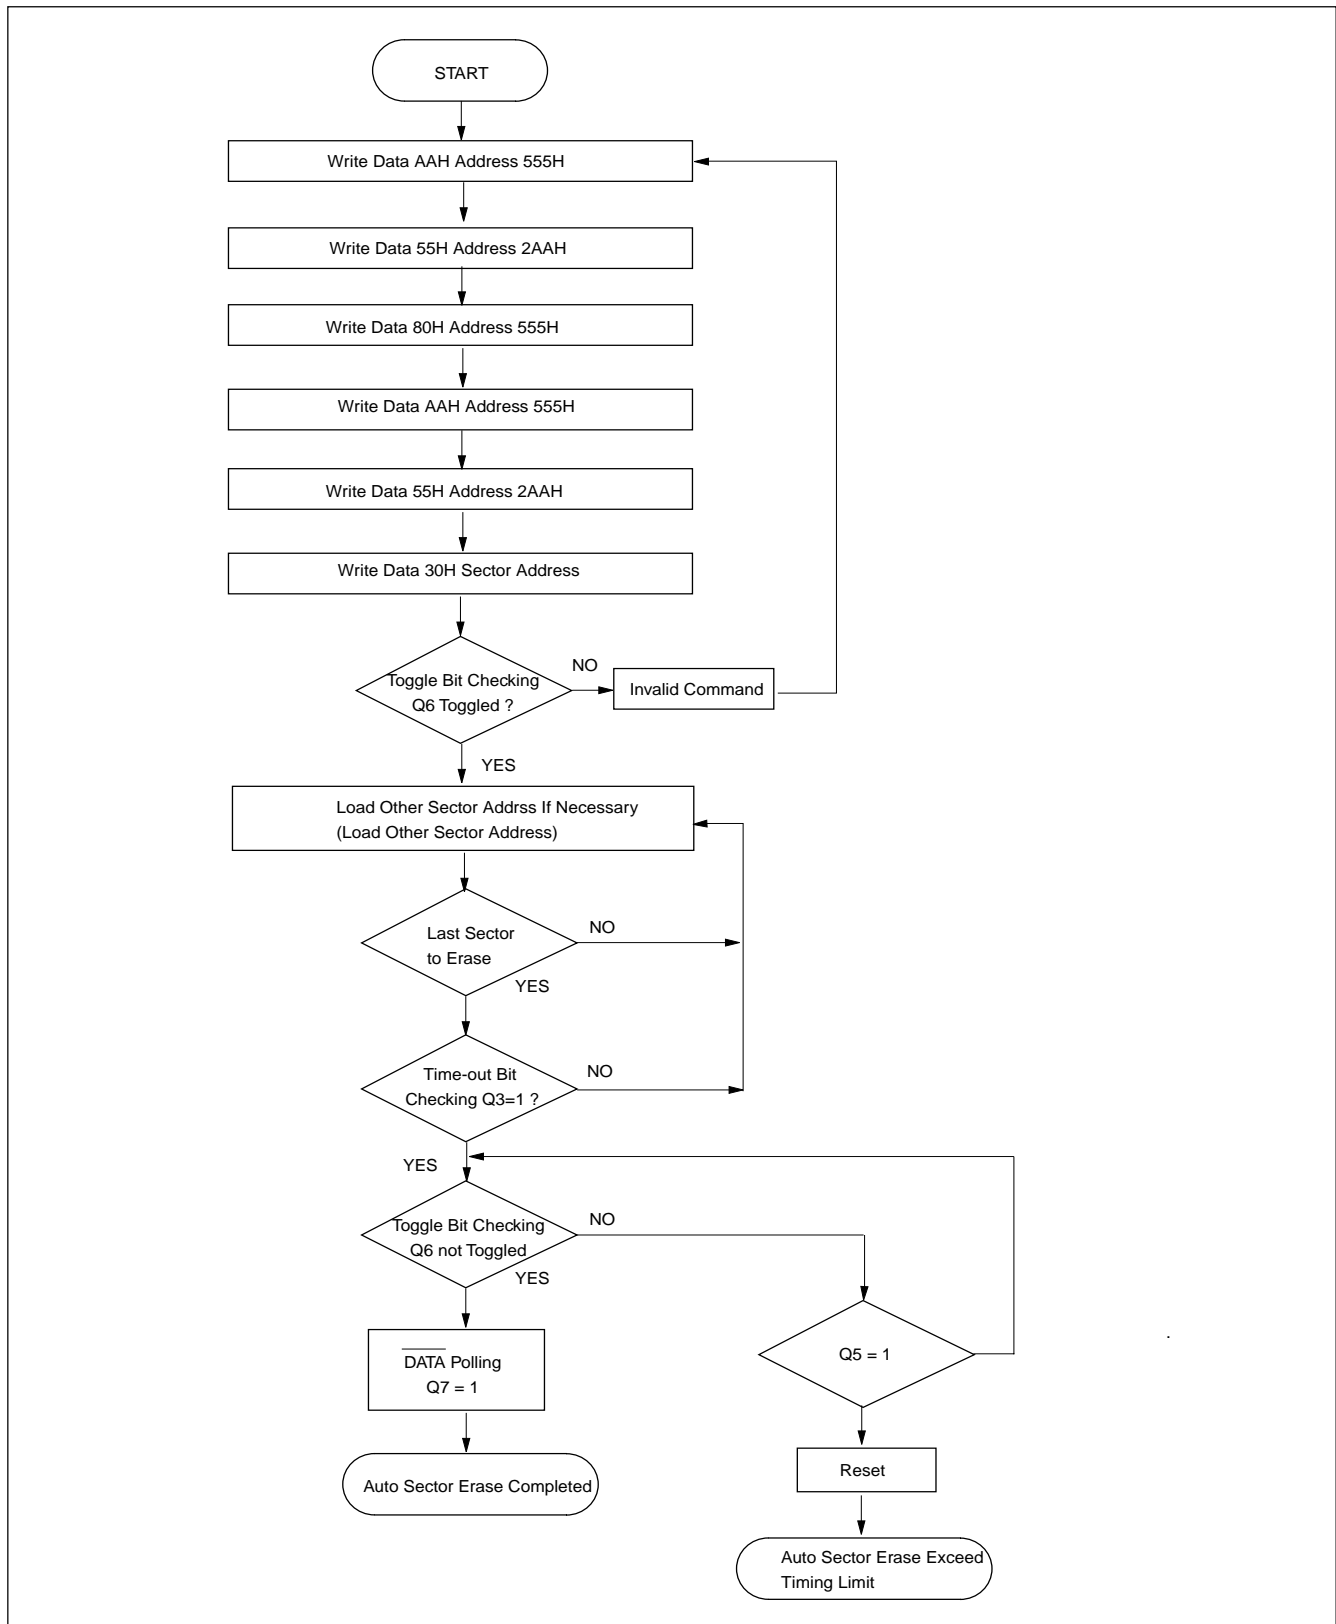 START
Write Data AAH Address 555H
Write Data 55H Address 2AAH
Write Data 80H Address 555H
Write Data AAH Address 555H
Write Data 55H Address 2AAH
Write Data 30H Sector Address
Toggle Bit Checking
Q6 Toggled ?
NO
Invalid Command
YES
Load Other Sector Addrss If Necessary
(Load Other Sector Address)
Last Sector
to Erase
NO
YES
Time-out Bit
Checking Q3=1 ?
NO
YES
Toggle Bit Checking
Q6 not Toggled
NO
YES
DATA Polling
Q7 = 1
Q5 = 1
Auto Sector Erase Completed
Reset
Auto Sector Erase Exceed
Timing Limit